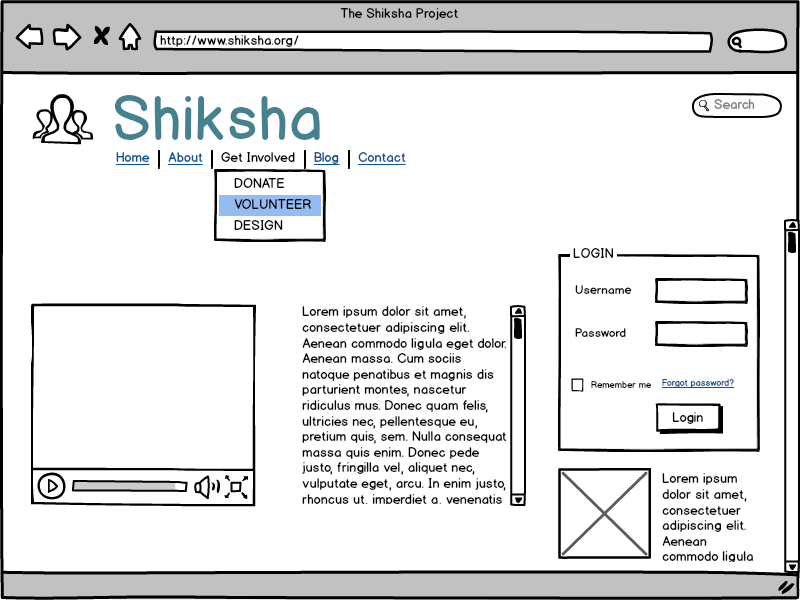 The Shiksha Project
http://www.shiksha.org/
Shiksha
Search
Home About Get Involved Blog Contact
DONATE
VOLUNTEER
DESIGN
LOGIN
Username
Password
Remember me Forgot password?
Login
Lorem ipsum dolor sit amet,
consectetuer adipiscing elit.
Aenean commodo ligula eget dolor.
Aenean massa. Cum sociis
natoque penatibus et magnis dis
parturient montes, nascetur
ridiculus mus. Donec quam felis,
ultricies nec, pellentesque eu,
pretium quis, sem. Nulla consequat
massa quis enim. Donec pede
justo, fringilla vel, aliquet nec,
vulputate eget, arcu. In enim justo,
rhoncus ut, imperdiet a, venenatis
Lorem ipsum
dolor sit amet,
consectetuer
adipiscing elit.
Aenean
commodo ligula